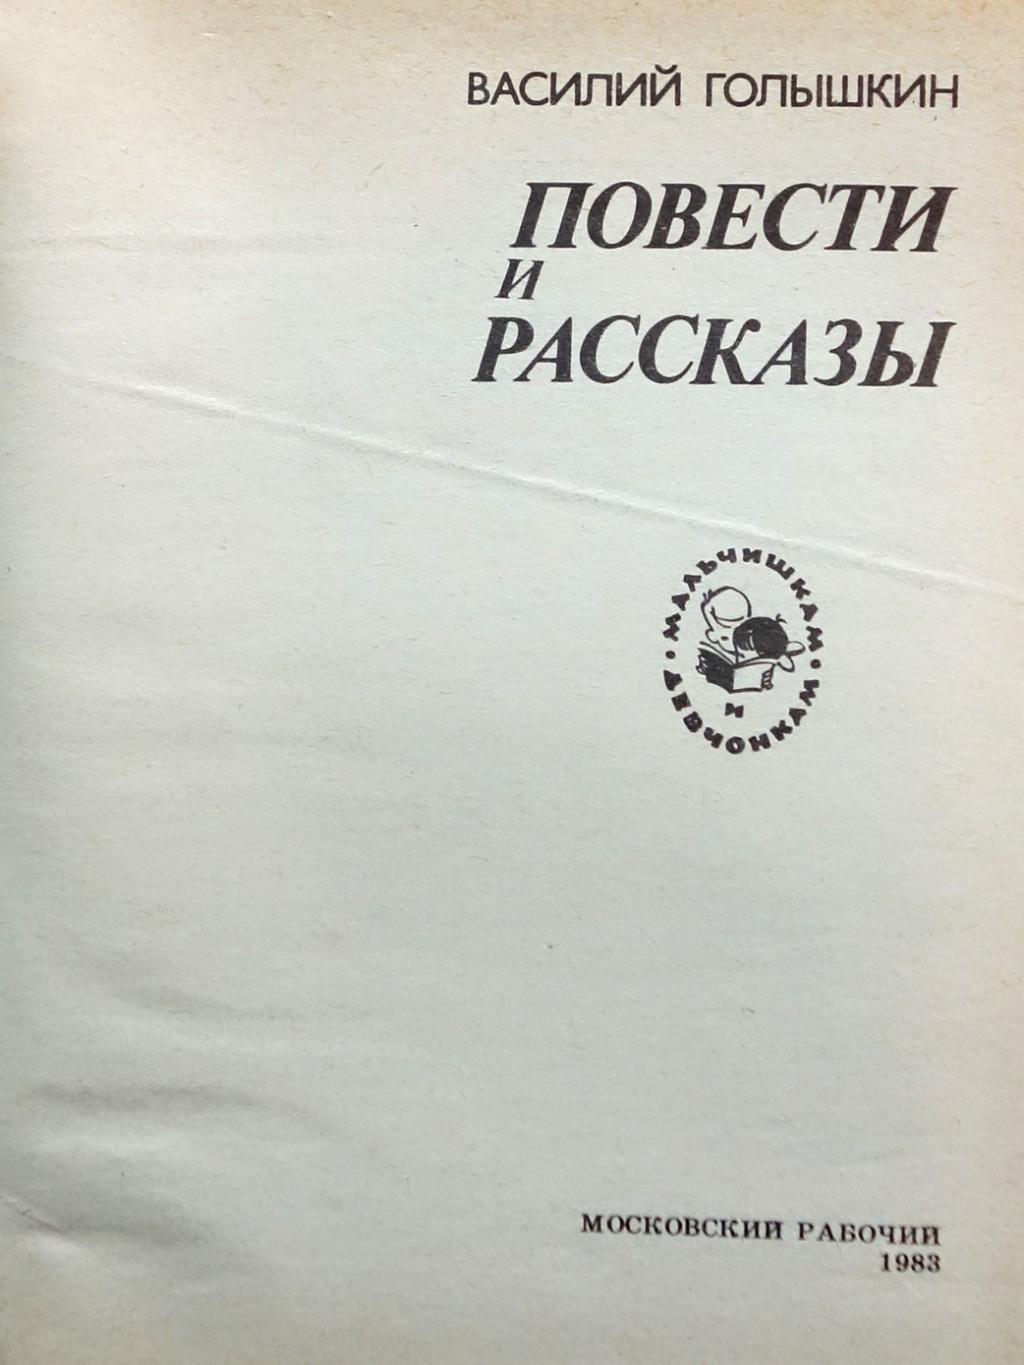 ВАСИЛИЙ ГОЛЫШКИН
ПОВЕСТИ
И
РАССКАЗЫ
МАЛЬЧИШКАМ
И
ДЕВЧОНКАМ
МОСКОВСКИЙ РАБОЧИЙ
1983